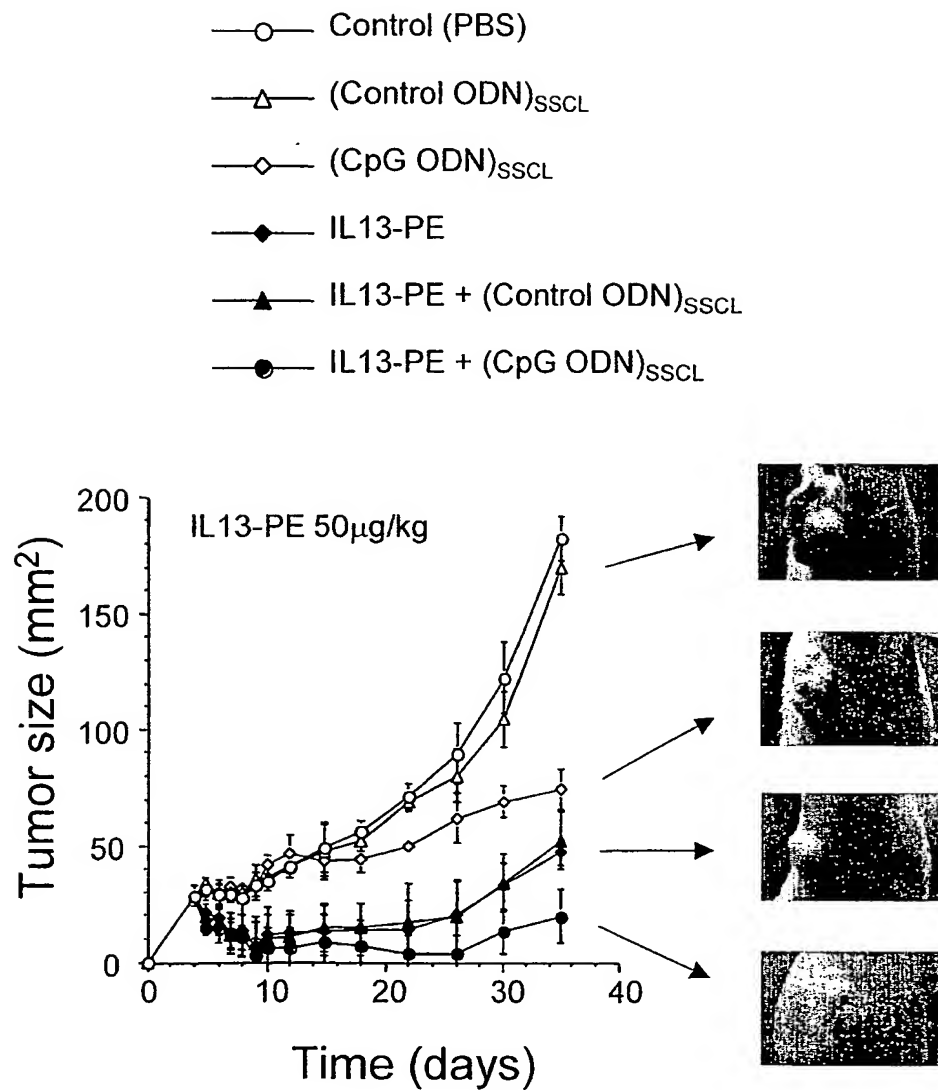 Control (PBS)
(Control ODN)SSCL
(CpG ODN)SSCL
IL13-PE
IL13-PE + (Control ODN)SSCL
IL13-PE + (CpG ODN)SSCL
IL13-PE 50μg/kg
Tumor size (mm²)
200
150
100
50
0
0
10
20
30
40
Time (days)